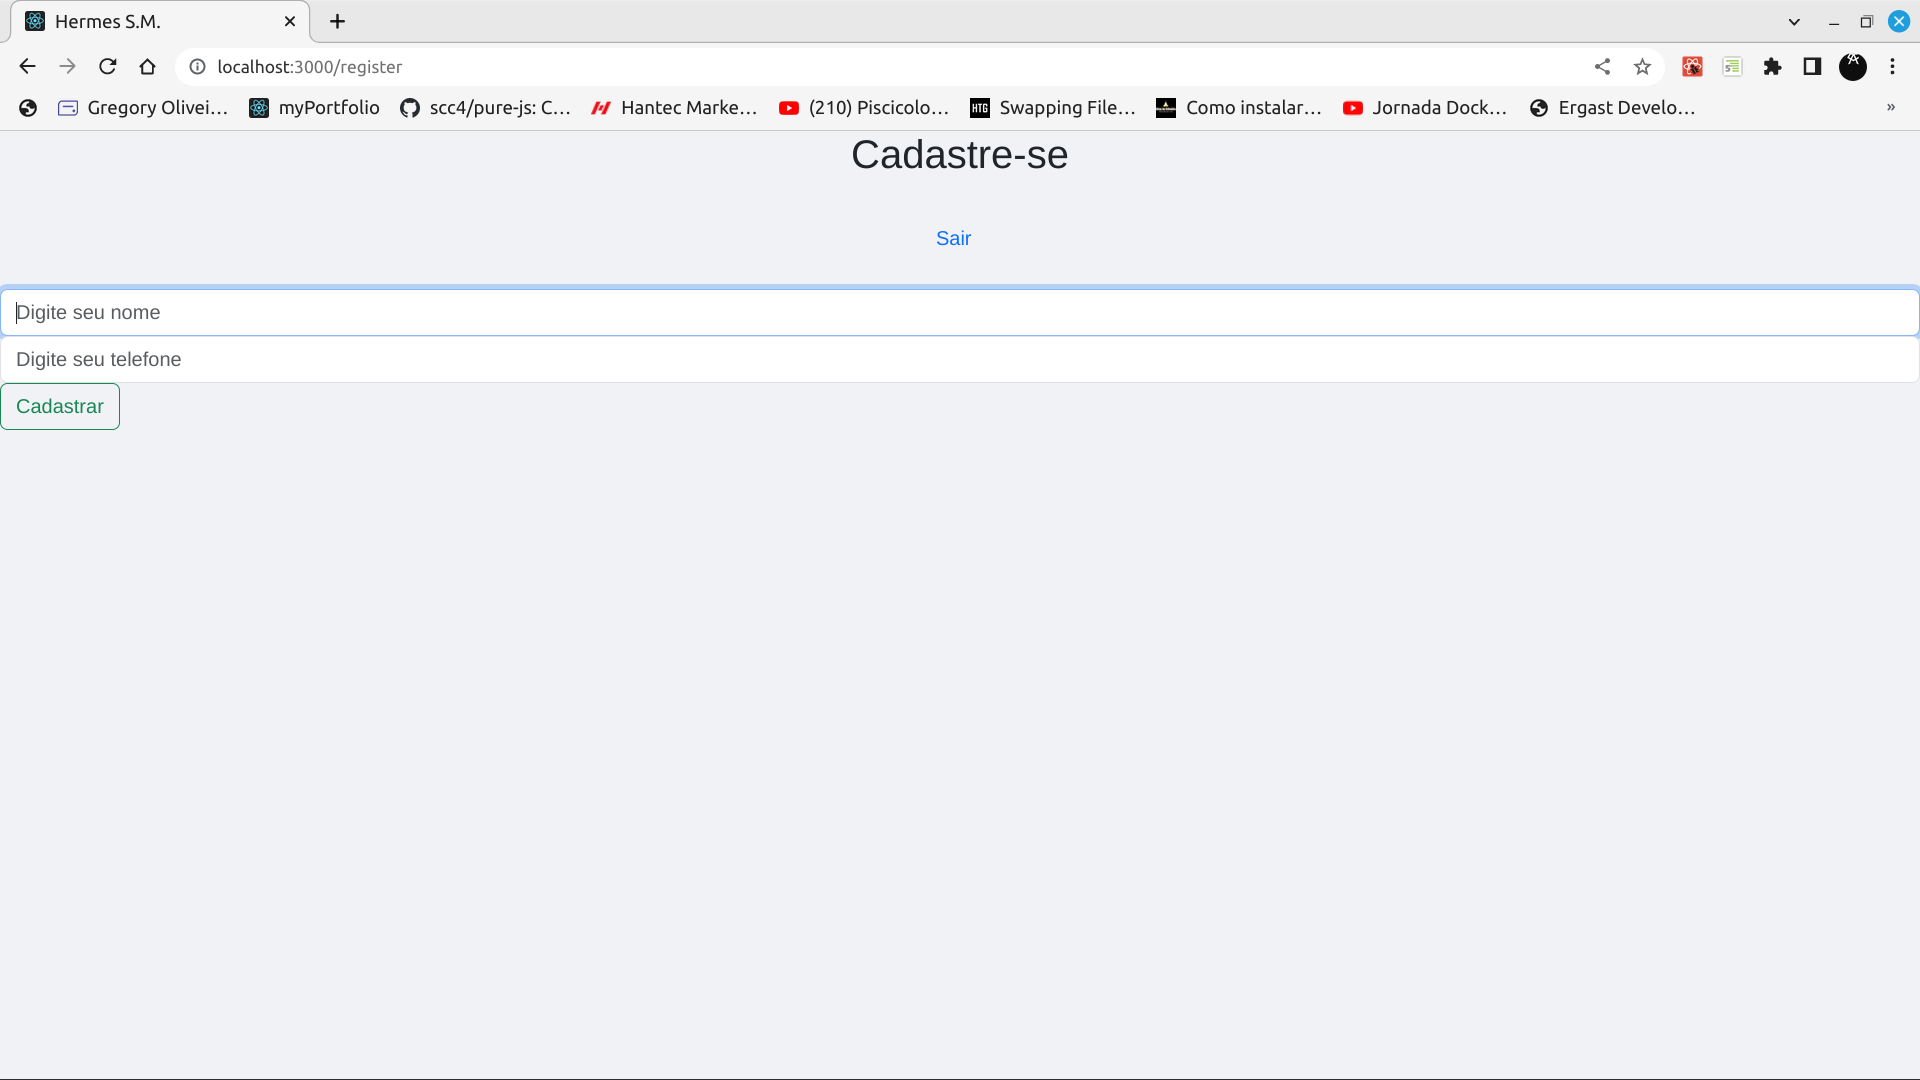 Hermes S.M.
localhost:3000/register
Gregory Olivei... myPortfolio scc4/pure-js: C... Hantec Marke... (210) Piscicolo... HTG Swapping File... Como instalar... Jornada Dock... Ergast Develo... »
Cadastre-se
Sair
Digite seu nome
Digite seu telefone
Cadastrar